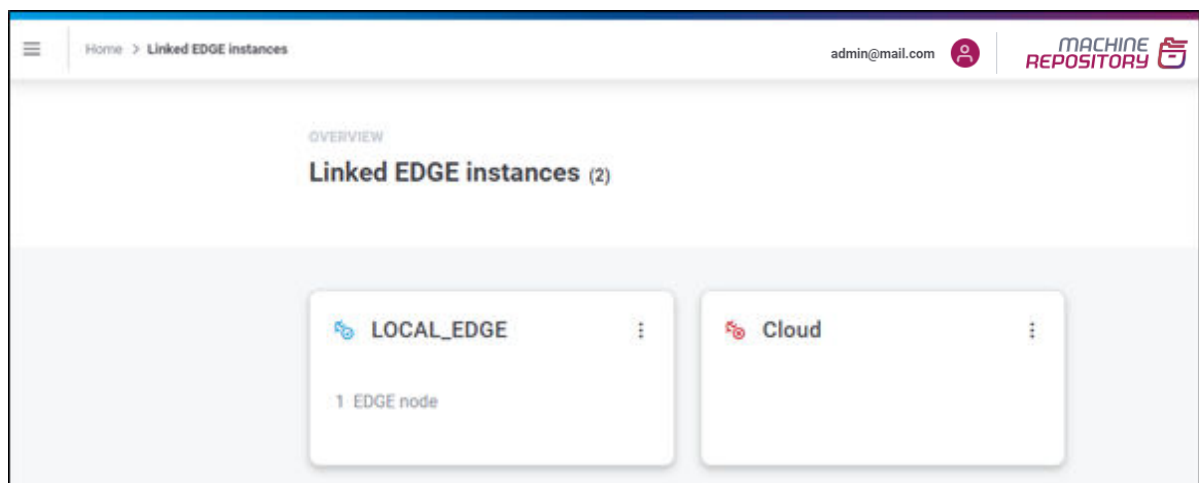 Home > Linked EDGE instances
admin@mail.com
MACHINE
REPOSITORY
OVERVIEW
Linked EDGE instances (2)
LOCAL_EDGE
Cloud
1 EDGE node